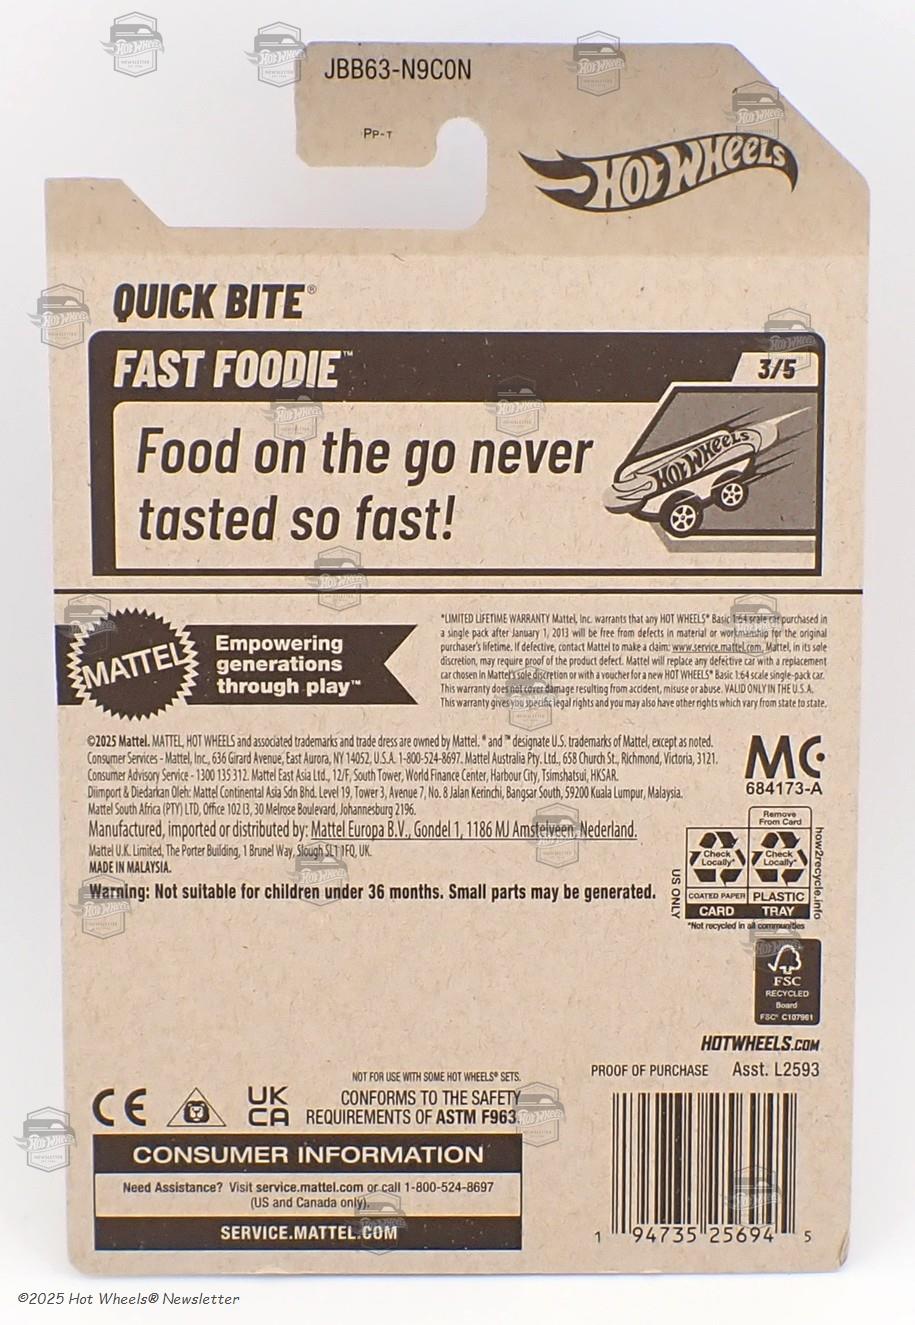 JBB63-N9C0N
PP-T
HOT WHEELS
QUICK BITE®
FAST FOODIE™
3/5
Food on the go never
tasted so fast!
HOT WHEELS
MATTEL
Empowering
generations
through play™
*LIMITED LIFETIME WARRANTY Mattel, Inc. warrants that any HOT WHEELS® Basic 1:64 scale car purchased in
a single pack after January 1, 2013 will be free from defects in material or workmanship for the original
purchaser's lifetime. If defective, contact Mattel to make a claim: www.service.mattel.com. Mattel, in its sole
discretion, may require proof of the product defect. Mattel will replace any defective car with a replacement
car chosen in Mattel's sole discretion or with a voucher for a new HOT WHEELS® Basic 1:64 scale single-pack car.
This warranty does not cover damage resulting from accident, misuse or abuse. VALID ONLY IN THE U.S.A.
This warranty gives you specific legal rights and you may also have other rights which vary from state to state.
©2025 Mattel. MATTEL, HOT WHEELS and associated trademarks and trade dress are owned by Mattel. ® and ™ designate U.S. trademarks of Mattel, except as noted.
Consumer Services - Mattel, Inc., 636 Girard Avenue, East Aurora, NY 14052, U.S.A. 1-800-524-8697. Mattel Australia Pty. Ltd., 658 Church St., Richmond, Victoria, 3121.
Consumer Advisory Service - 1300 135 312. Mattel East Asia Ltd., 12/F, South Tower, World Finance Center, Harbour City, Tsimshatsui, HKSAR.
Diimport & Diedarkan Oleh: Mattel Continental Asia Sdn Bhd. Level 19, Tower 3, Avenue 7, No. 8 Jalan Kerinchi, Bangsar South, 59200 Kuala Lumpur, Malaysia.
Mattel South Africa (PTY) LTD, Office 102 I3, 30 Melrose Boulevard, Johannesburg 2196.
Manufactured, imported or distributed by: Mattel Europa B.V., Gondel 1, 1186 MJ Amstelveen, Nederland.
Mattel U.K. Limited, The Porter Building, 1 Brunel Way, Slough SL1 1FQ, UK.
MADE IN MALAYSIA.
Warning: Not suitable for children under 36 months. Small parts may be generated.
MC
684173-A
Remove
From Card
Check
Locally*
Check
Locally*
COATED PAPER
PLASTIC
CARD
TRAY
US ONLY
how2recycle.info
*Not recycled in all communities
FSC
RECYCLED
Board
FSC® C107961
HOTWHEELS.COM
PROOF OF PURCHASE Asst. L2593
NOT FOR USE WITH SOME HOT WHEELS® SETS.
CE
UK
CA
CONFORMS TO THE SAFETY
REQUIREMENTS OF ASTM F963.
CONSUMER INFORMATION
Need Assistance? Visit service.mattel.com or call 1-800-524-8697
(US and Canada only).
SERVICE.MATTEL.COM
1 94735 25694 5
©2025 Hot Wheels® Newsletter